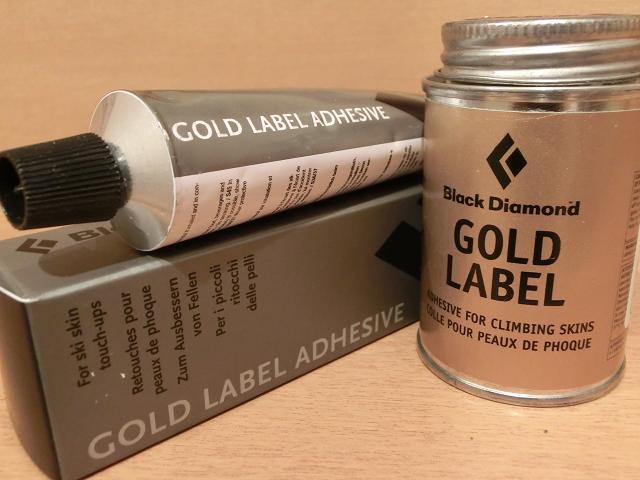 GOLD LABEL ADHESIVE
For ski skin
touch-ups
Retouches pour
peaux de phoque
Zum Ausbessern
von Fellen
Per i piccoli
ritocchi
delle pelli
GOLD LABEL ADHESIVE
Black Diamond
GOLD
LABEL
ADHESIVE FOR CLIMBING SKINS
COLLE POUR PEAUX DE PHOQUE